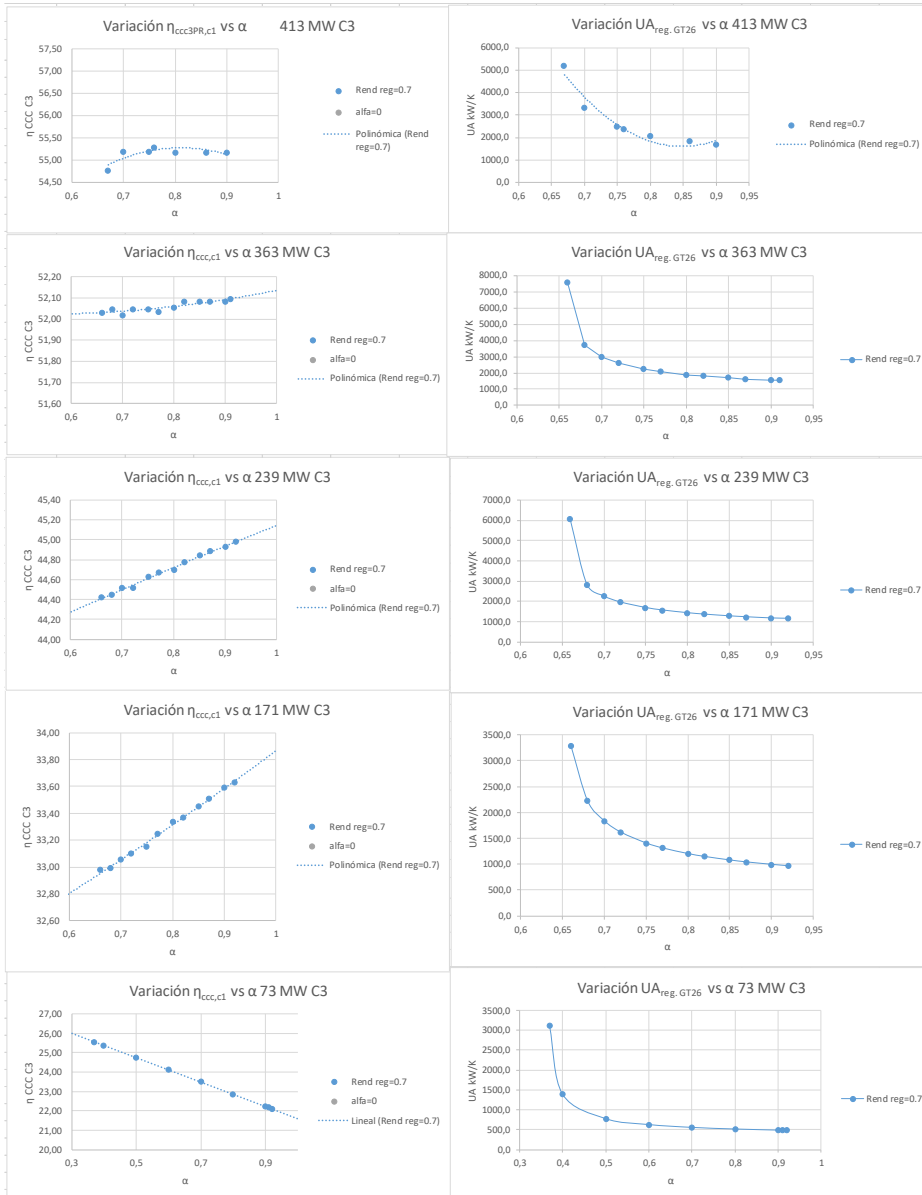 Variación ηccc3PR,c1 vs α 413 MW C3
57,50
57,00
56,50
56,00
55,50
55,00
54,50
η CCC C3
0,6 0,7 0,8 0,9 1
α
Rend reg=0.7
alfa=0
Polinómica (Rend reg=0.7)
Variación UAreg. GT26 vs α 413 MW C3
6000,0
5000,0
4000,0
3000,0
2000,0
1000,0
0,0
UA kW/K
0,6 0,65 0,7 0,75 0,8 0,85 0,9 0,95
α
Rend reg=0.7
Polinómica (Rend reg=0.7)
Variación ηccc,c1 vs α 363 MW C3
52,20
52,10
52,00
51,90
51,80
51,70
51,60
η CCC C3
0,6 0,7 0,8 0,9 1
α
Rend reg=0.7
alfa=0
Polinómica (Rend reg=0.7)
Variación UAreg. GT26 vs α 363 MW C3
8000,0
7000,0
6000,0
5000,0
4000,0
3000,0
2000,0
1000,0
0,0
UA kW/K
0,6 0,65 0,7 0,75 0,8 0,85 0,9 0,95
α
Rend reg=0.7
Variación ηccc,c1 vs α 239 MW C3
45,40
45,20
45,00
44,80
44,60
44,40
44,20
44,00
η CCC C3
0,6 0,7 0,8 0,9 1
α
Rend reg=0.7
alfa=0
Polinómica (Rend reg=0.7)
Variación UAreg. GT26 vs α 239 MW C3
7000,0
6000,0
5000,0
4000,0
3000,0
2000,0
1000,0
0,0
UA kW/K
0,6 0,65 0,7 0,75 0,8 0,85 0,9 0,95
α
Rend reg=0.7
Variación ηccc,c1 vs α 171 MW C3
34,00
33,80
33,60
33,40
33,20
33,00
32,80
32,60
η CCC C3
0,6 0,7 0,8 0,9 1
α
Rend reg=0.7
alfa=0
Polinómica (Rend reg=0.7)
Variación UAreg. GT26 vs α 171 MW C3
3500,0
3000,0
2500,0
2000,0
1500,0
1000,0
500,0
0,0
UA kW/K
0,6 0,65 0,7 0,75 0,8 0,85 0,9 0,95
α
Rend reg=0.7
Variación ηccc,c1 vs α 73 MW C3
27,00
26,00
25,00
24,00
23,00
22,00
21,00
20,00
η CCC C3
0,3 0,5 0,7 0,9
α
Rend reg=0.7
alfa=0
Lineal (Rend reg=0.7)
Variación UAreg. GT26 vs α 73 MW C3
3500,0
3000,0
2500,0
2000,0
1500,0
1000,0
500,0
0,0
UA kW/K
0,3 0,4 0,5 0,6 0,7 0,8 0,9 1
α
Rend reg=0.7